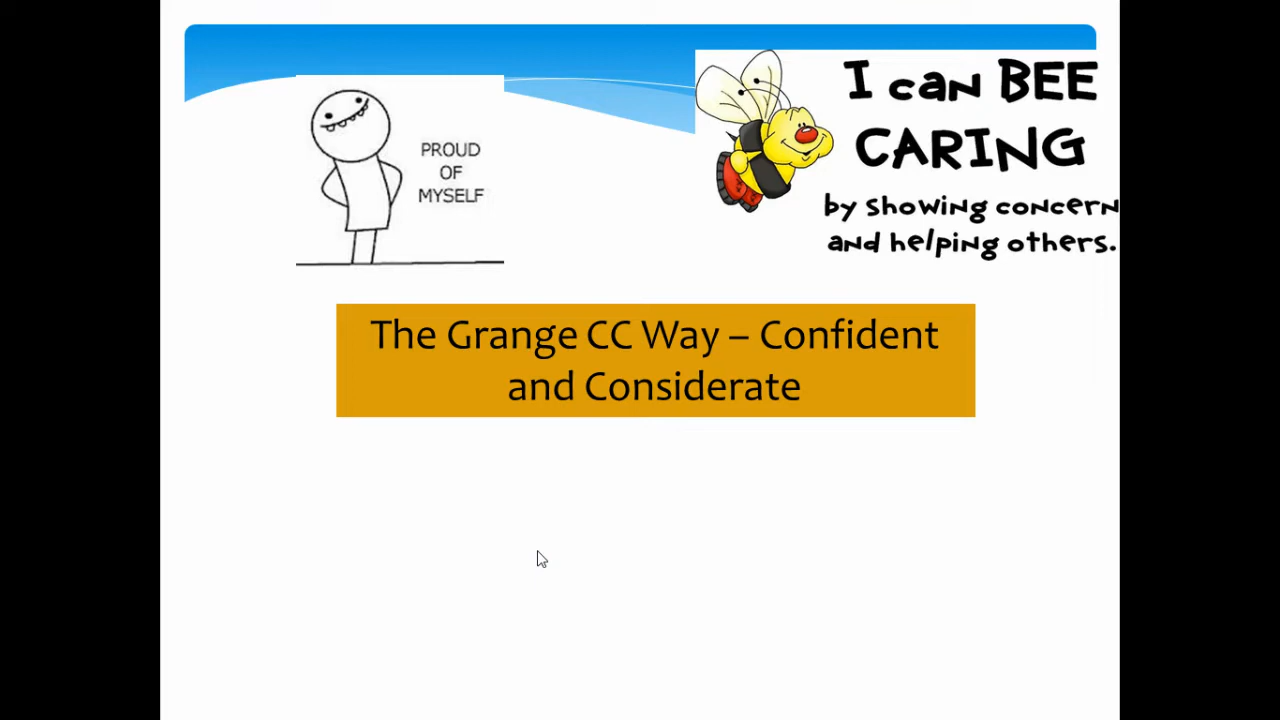 PROUD
OF
MYSELF
I can BEE
CARING
by showing concern
and helping others.
The Grange CC Way – Confident
and Considerate